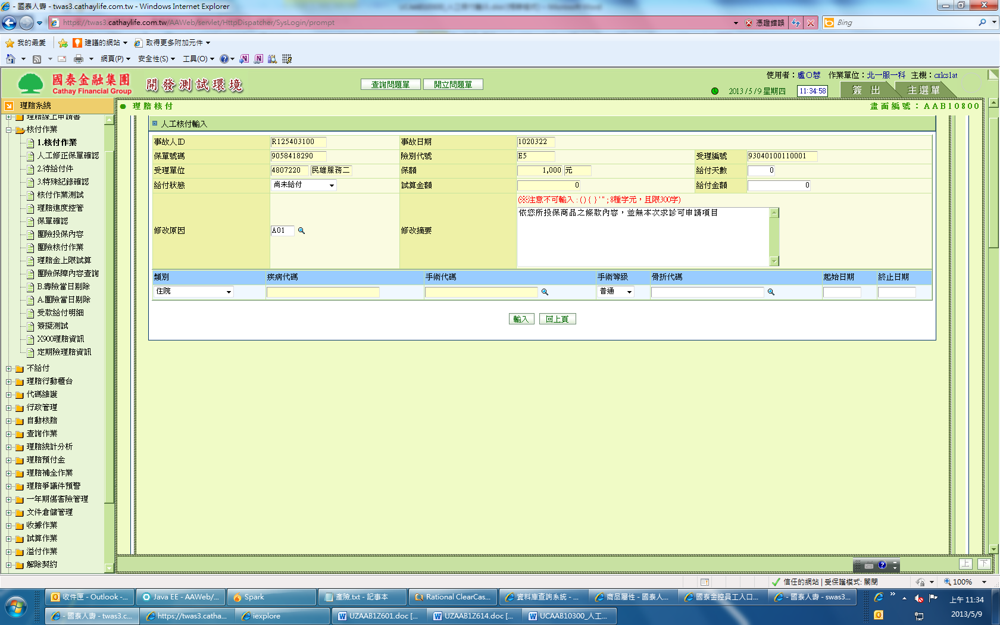 - 國泰人壽 - twas3.cathaylife.com.tw - Windows Internet Explorer
https://twas3.cathaylife.com.tw/AAWeb/servlet/HttpDispatcher/SysLogin/prompt
憑證錯誤
Bing
我的最愛
建議的網站
取得更多附加元件
網頁(P) 安全性(S) 工具(O)
國泰金融集團
Cathay Financial Group
開發測試環境
查詢問題單 開立問題單
使用者：盧○蓉 作業單位：北一服一科 主機：cxlcs1at
2013 / 5 / 9 星期四 11:34:58 簽 出 主選單
理賠系統
理賠線上申請書
核付作業
1.核付作業
人工修正保單確認
2.待給付件
3.特殊紀錄確認
核付作業測試
理賠進度控管
保單確認
團險投保內容
團險核付作業
理賠金上限試算
團險保障內容查詢
B.壽險當日剔除
A.團險當日剔除
受款給付明細
簽擬測試
X900理賠資訊
定期險理賠資訊
不給付
理賠行動櫃台
代碼維護
行政管理
自動核賠
查詢作業
理賠統計分析
理賠預付金
理賠補全作業
理賠爭議件預警
一年期傷害險管理
文件倉儲管理
收據作業
試算作業
溢付作業
解除契約
理賠核付 畫面編號：AAB10800
人工核付輸入
事故人ID R125403100 事故日期 1020322
保單號碼 9058418290 險別代號 E5 受理編號 93040100110001
受理單位 4807220 民雄服務二 保額 1,000 元 給付天數 0
給付狀態 尚未給付 試算金額 0 給付金額 0
(※注意不可輸入 : ( ) { } ' " ; 8種字元，且限300字)
依您所投保商品之條款內容，並無本次求診可申請項目
修改原因 A01 修改摘要
類別 疾病代碼 手術代碼 手術等級 骨折代碼 起始日期 終止日期
住院 普通
輸入 回上頁
上 下
信任的網站 | 受保護模式: 關閉 100%
收件匣 - Outlook -... Java EE - AAWeb/... Spark 產險.txt - 記事本 Rational ClearCas... 資料庫查詢系統 - ... 商品屬性 - 國泰人... 國泰金控員工入口... - 國泰人壽 - swas3... 上午 11:34
- 國泰人壽 - twas3.c... https://twas3.catha... iexplore UZAAB1Z601.doc [... UZAAB1Z614.doc [... UCAAB10300_人工... 2013/5/9